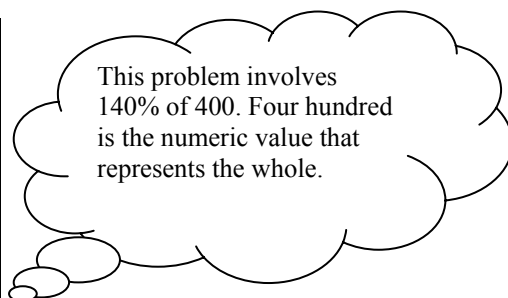 This problem involves
140% of 400. Four hundred
is the numeric value that
represents the whole.